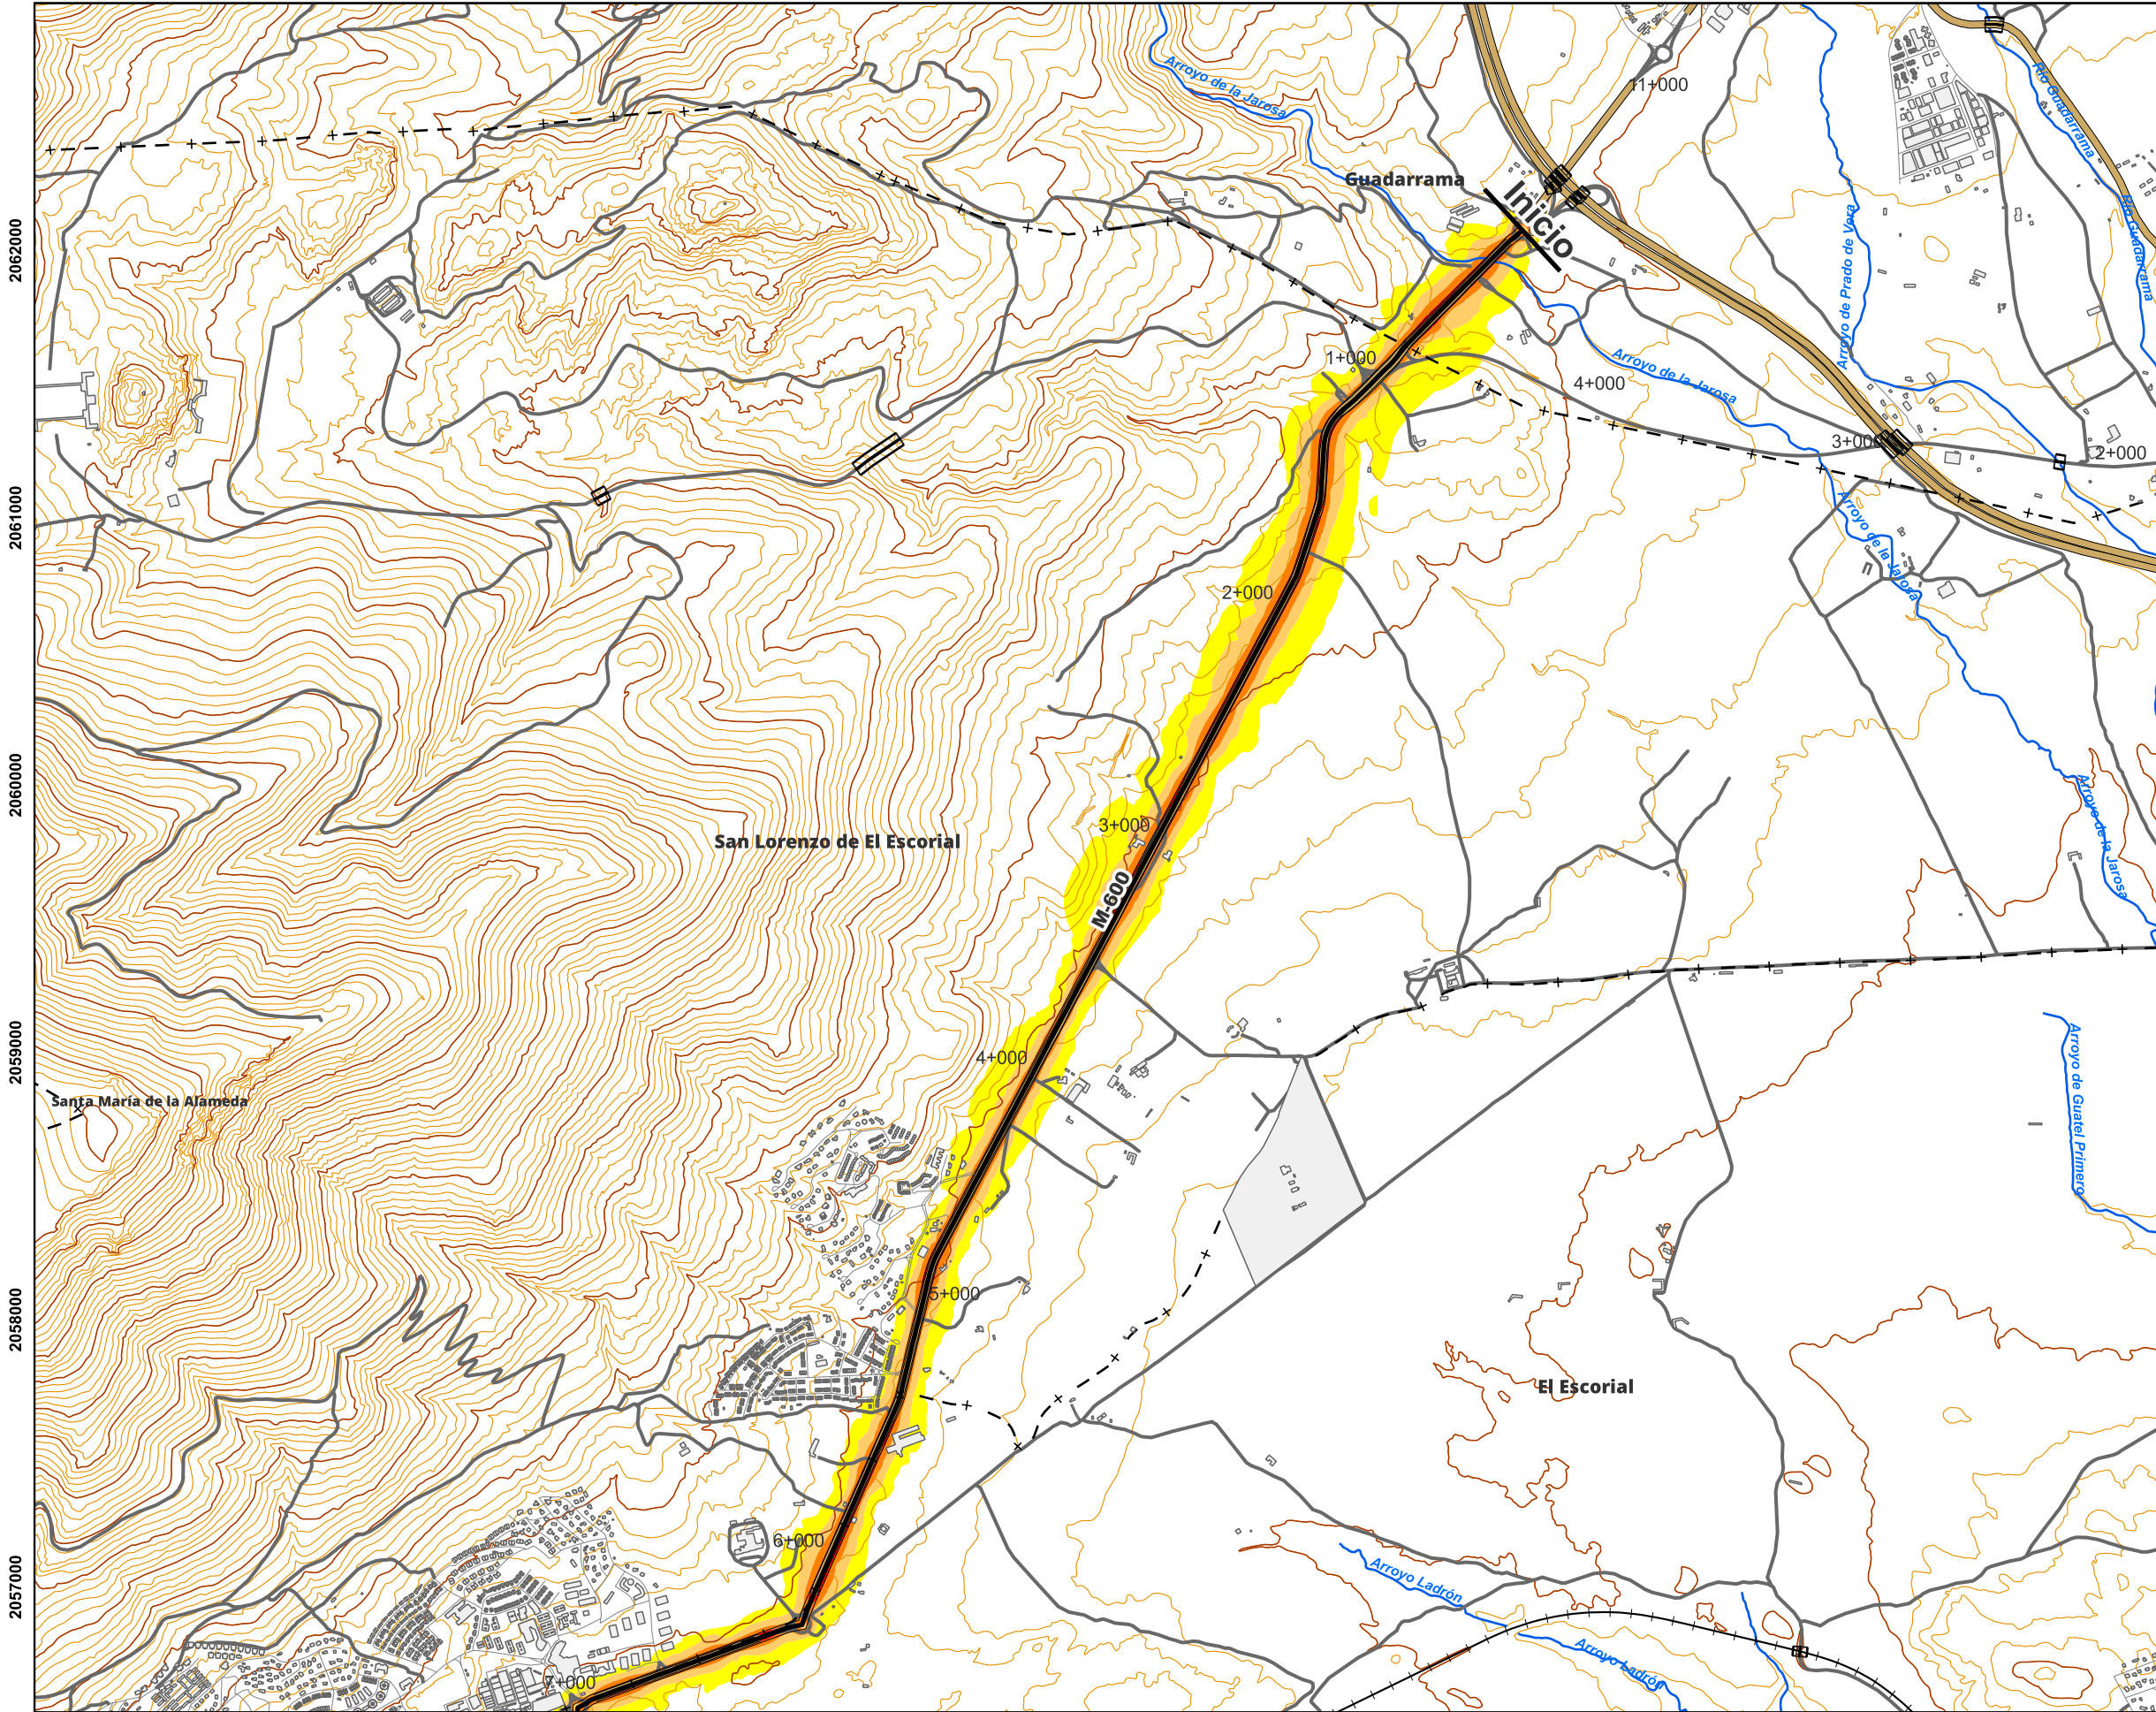 11+000
Arroyo de la Jarosa
Río Guadarrama
Guadarrama
Inicio
Río Guadarrama
Arroyo de Prado de Vera
2062000
1+000
4+000
Arroyo de la Jarosa
3+000
2+000
2061000
Arroyo de la Jarosa
2+000
2060000
3+000
San Lorenzo de El Escorial
Arroyo de la Jarosa
M-600
2059000
4+000
Santa María de la Alameda
Arroyo de Guatel Primero
2058000
5+000
El Escorial
6+000
2057000
Arroyo Ladrón
Arroyo Ladrón
7+000